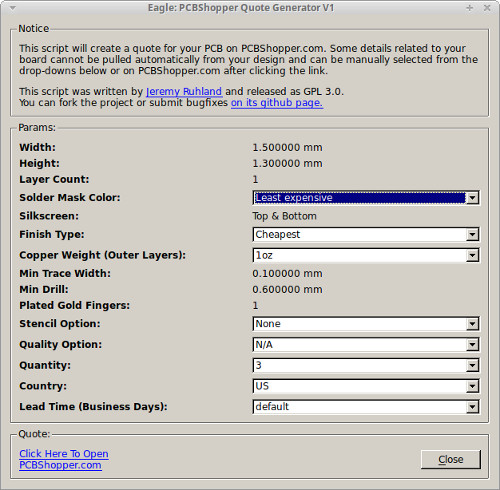 Eagle: PCBShopper Quote Generator V1
Notice
This script will create a quote for your PCB on PCBShopper.com. Some details related to your
board cannot be pulled automatically from your design and can be manually selected from the
drop-downs below or on PCBShopper.com after clicking the link.
This script was written by Jeremy Ruhland and released as GPL 3.0.
You can fork the project or submit bugfixes on its github page.
Params:
Width: 1.500000 mm
Height: 1.300000 mm
Layer Count: 1
Solder Mask Color: Least expensive
Silkscreen: Top & Bottom
Finish Type: Cheapest
Copper Weight (Outer Layers): 1oz
Min Trace Width: 0.100000 mm
Min Drill: 0.600000 mm
Plated Gold Fingers: 1
Stencil Option: None
Quality Option: N/A
Quantity: 3
Country: US
Lead Time (Business Days): default
Quote:
Click Here To Open
PCBShopper.com
Close